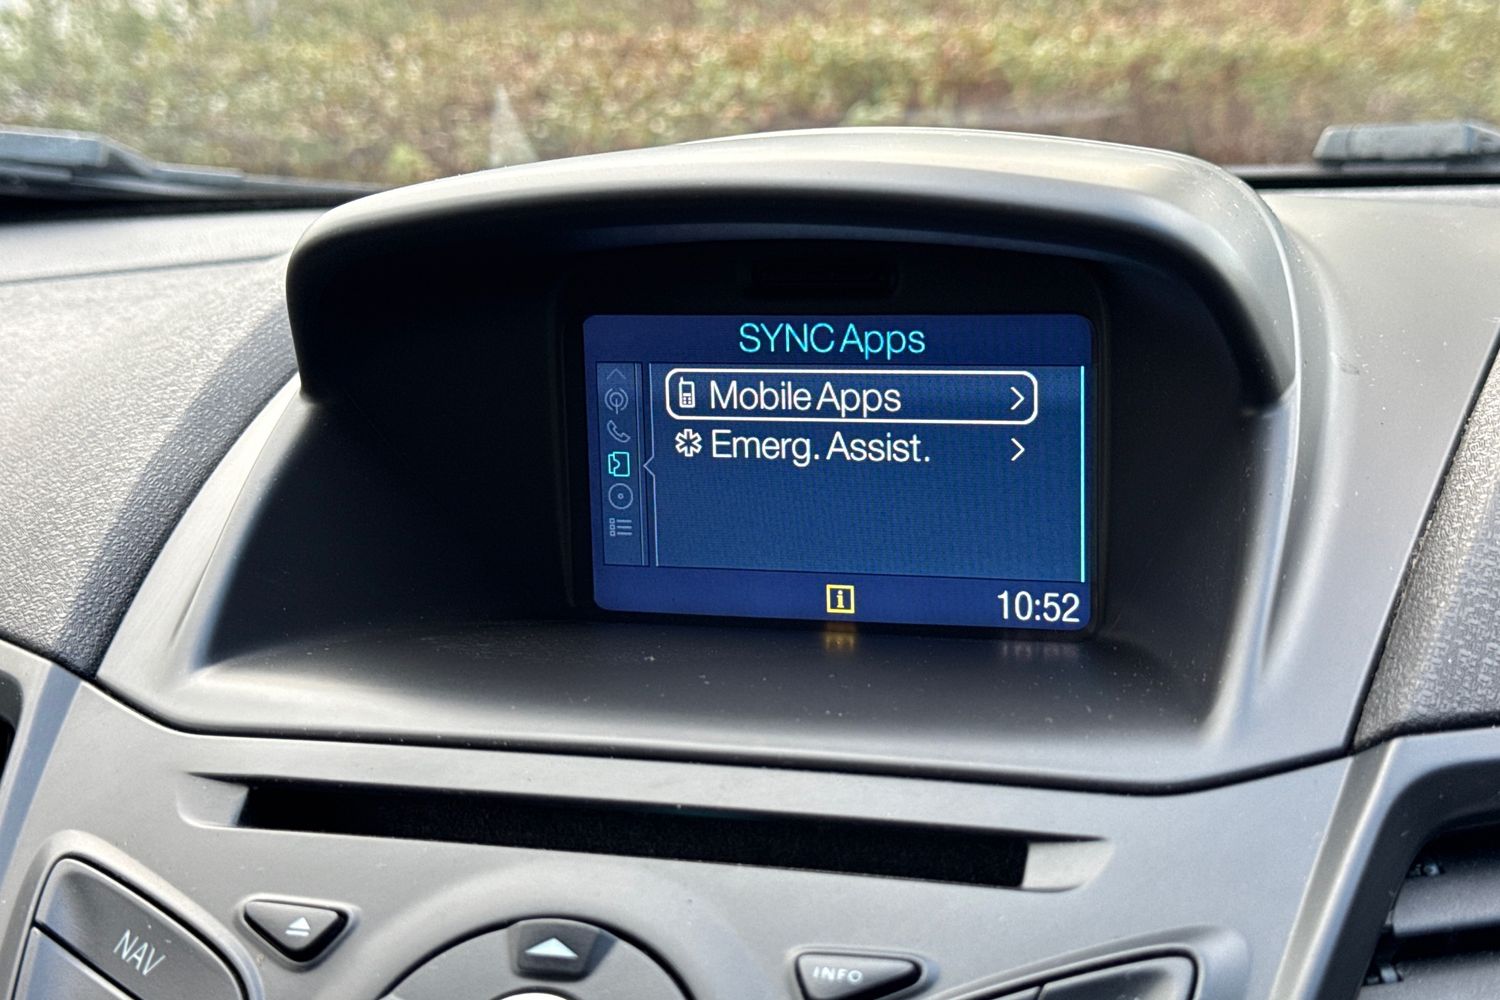 SYNC Apps
Mobile Apps
Emerg. Assist.
i
10:52
NAV
INFO